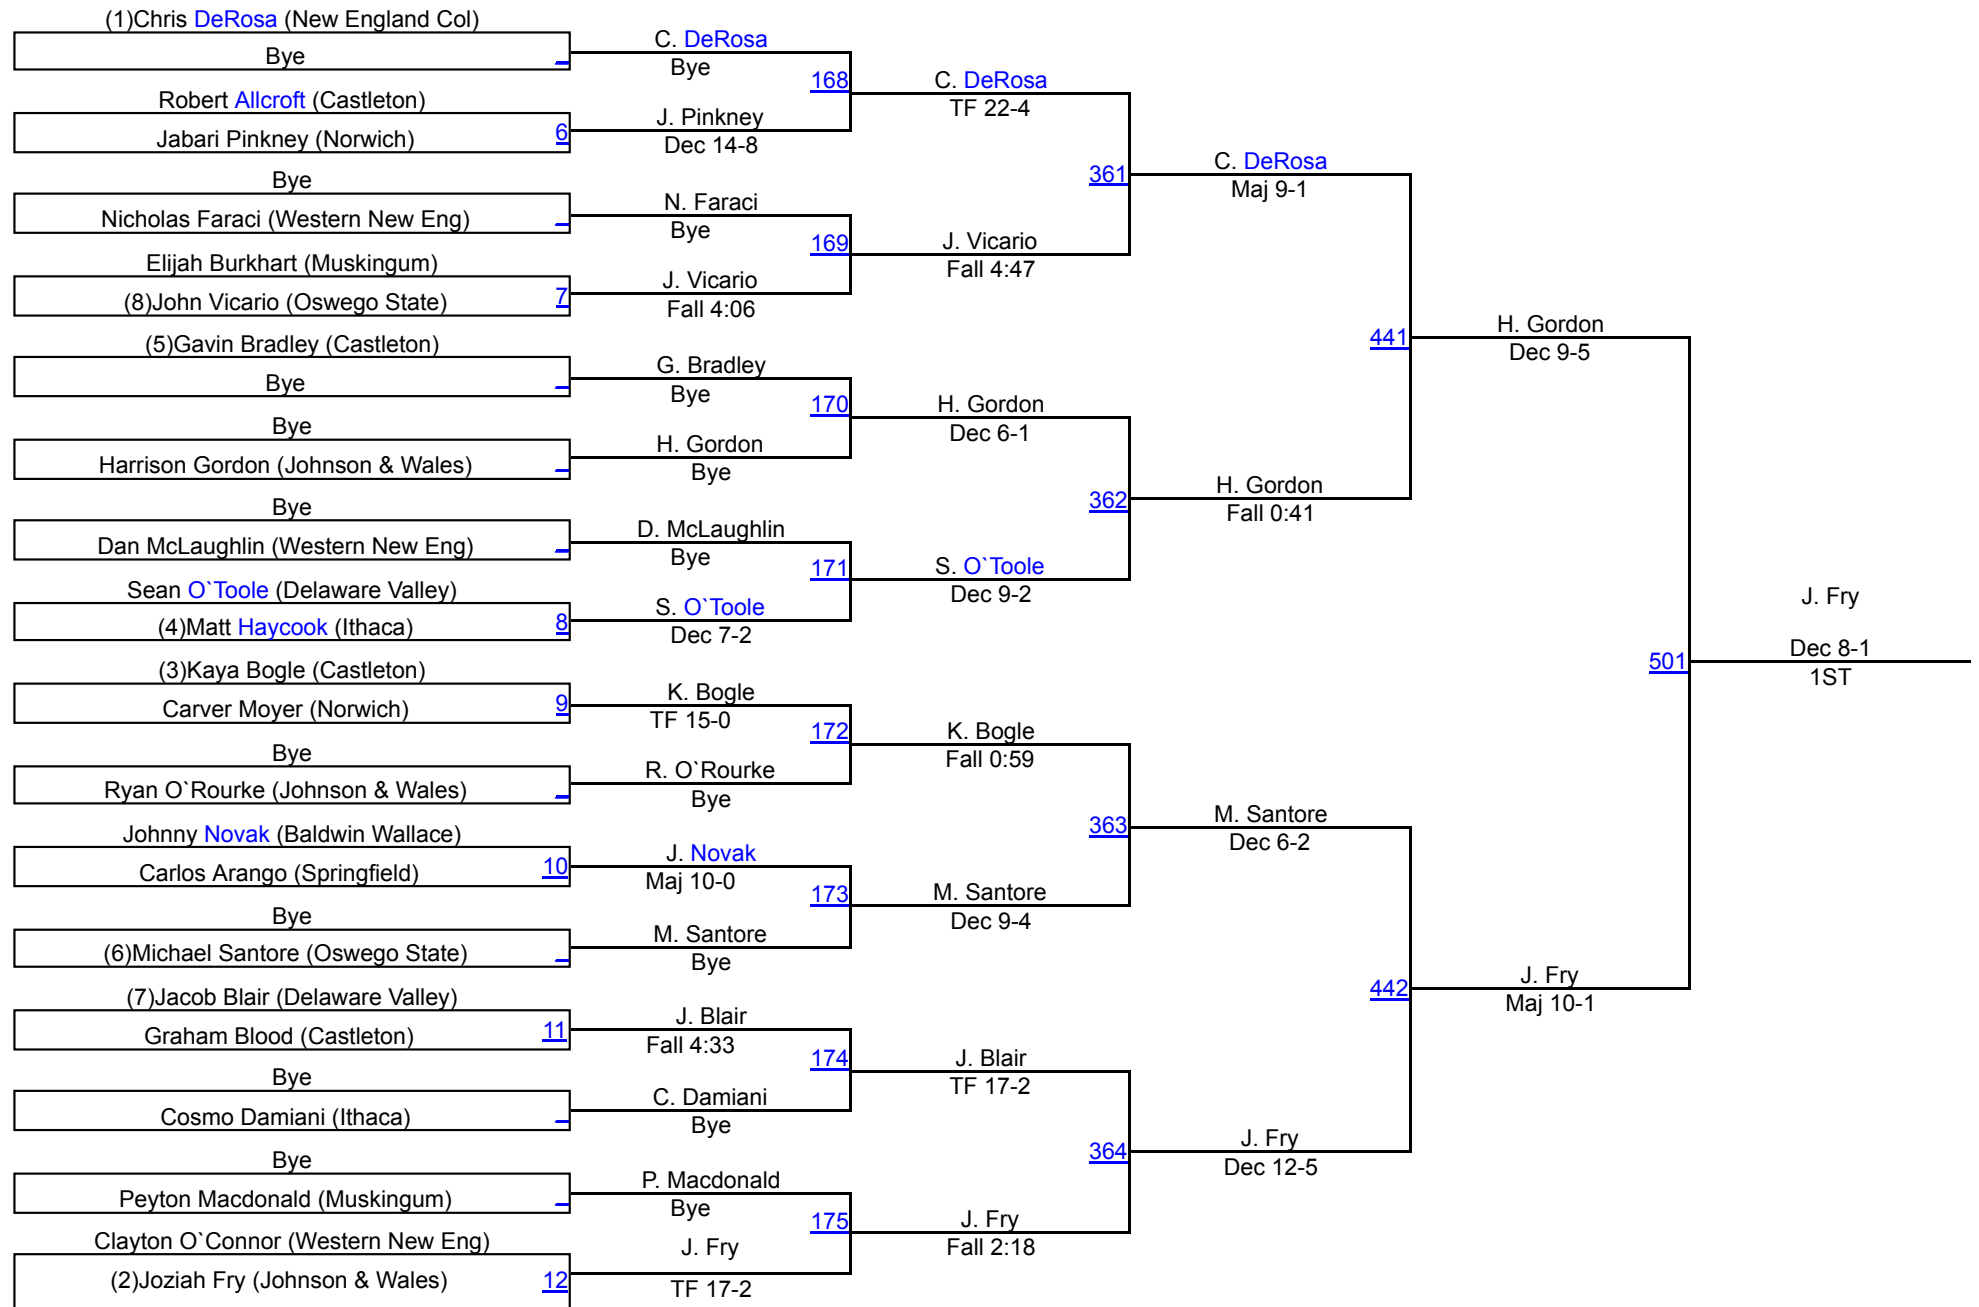 (1)Chris DeRosa (New England Col)
Bye
Robert Allcroft (Castleton)
Jabari Pinkney (Norwich)
6
Bye
Nicholas Faraci (Western New Eng)
Elijah Burkhart (Muskingum)
(8)John Vicario (Oswego State)
7
(5)Gavin Bradley (Castleton)
Bye
Bye
Harrison Gordon (Johnson & Wales)
Bye
Dan McLaughlin (Western New Eng)
Sean O`Toole (Delaware Valley)
(4)Matt Haycook (Ithaca)
8
(3)Kaya Bogle (Castleton)
Carver Moyer (Norwich)
9
Bye
Ryan O`Rourke (Johnson & Wales)
Johnny Novak (Baldwin Wallace)
Carlos Arango (Springfield)
10
Bye
(6)Michael Santore (Oswego State)
(7)Jacob Blair (Delaware Valley)
Graham Blood (Castleton)
11
Bye
Cosmo Damiani (Ithaca)
Bye
Peyton Macdonald (Muskingum)
Clayton O`Connor (Western New Eng)
(2)Joziah Fry (Johnson & Wales)
12
C. DeRosa
Bye
168
J. Pinkney
Dec 14-8
N. Faraci
Bye
169
J. Vicario
Fall 4:06
G. Bradley
Bye
170
H. Gordon
Bye
D. McLaughlin
Bye
171
S. O`Toole
Dec 7-2
K. Bogle
TF 15-0
172
R. O`Rourke
Bye
J. Novak
Maj 10-0
173
M. Santore
Bye
J. Blair
Fall 4:33
174
C. Damiani
Bye
P. Macdonald
Bye
175
J. Fry
TF 17-2
C. DeRosa
TF 22-4
361
J. Vicario
Fall 4:47
H. Gordon
Dec 6-1
362
S. O`Toole
Dec 9-2
K. Bogle
Fall 0:59
363
M. Santore
Dec 9-4
J. Blair
TF 17-2
364
J. Fry
Fall 2:18
C. DeRosa
Maj 9-1
441
H. Gordon
Fall 0:41
M. Santore
Dec 6-2
442
J. Fry
Dec 12-5
H. Gordon
Dec 9-5
501
J. Fry
Maj 10-1
J. Fry
Dec 8-1
1ST